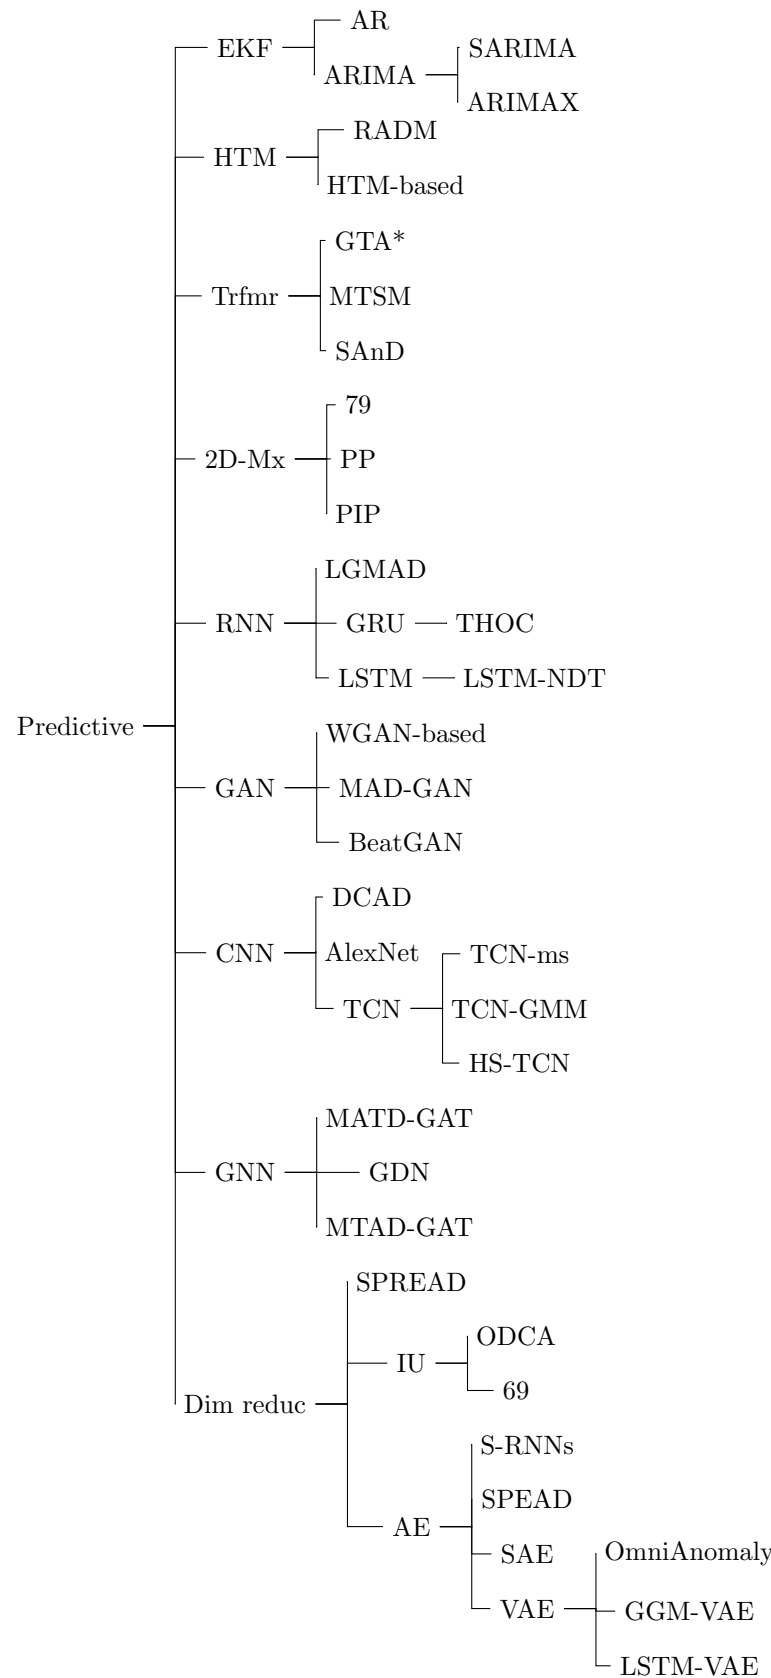 AR
EKF
SARIMA
ARIMA
ARIMAX
RADM
HTM
HTM-based
GTA*
Trfmr
MTSM
SAnD
79
2D-Mx
PP
PIP
LGMAD
RNN
GRU
THOC
LSTM
LSTM-NDT
Predictive
WGAN-based
GAN
MAD-GAN
BeatGAN
DCAD
CNN
AlexNet
TCN-ms
TCN
TCN-GMM
HS-TCN
MATD-GAT
GNN
GDN
MTAD-GAT
SPREAD
ODCA
IU
69
Dim reduc
S-RNNs
SPEAD
AE
SAE
OmniAnomaly
VAE
GGM-VAE
LSTM-VAE